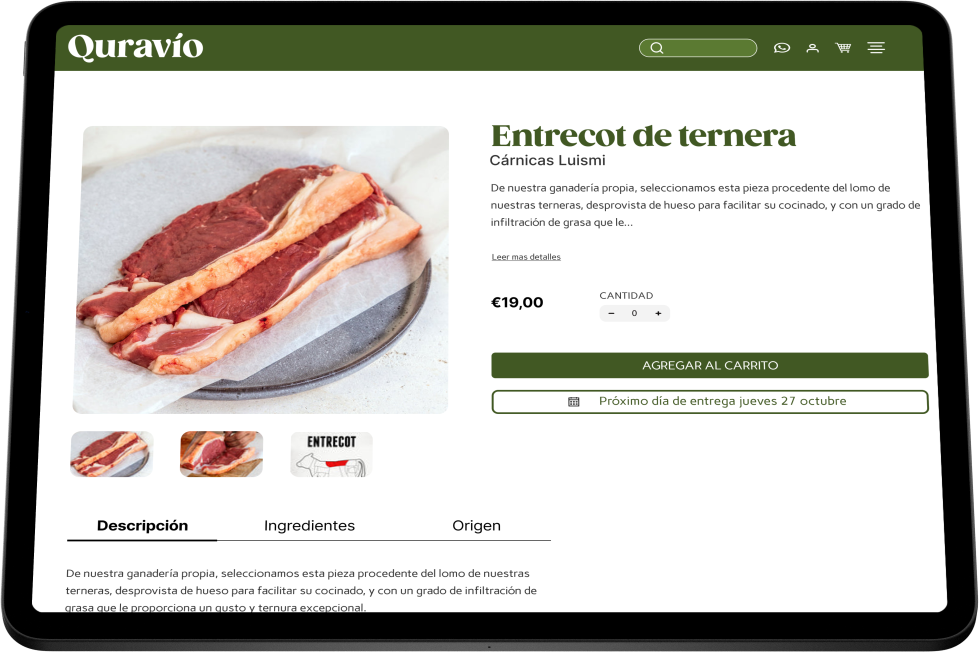 Quravío
Entrecot de ternera
Cárnicas Luismi
De nuestra ganadería propia, seleccionamos esta pieza procedente del lomo de
nuestras terneras, desprovista de hueso para facilitar su cocinado, y con un grado de
infiltración de grasa que le...
Leer mas detalles
€19,00
CANTIDAD
− 0 +
AGREGAR AL CARRITO
Próximo día de entrega jueves 27 octubre
ENTRECOT
Descripción
Ingredientes
Origen
De nuestra ganadería propia, seleccionamos esta pieza procedente del lomo de nuestras
terneras, desprovista de hueso para facilitar su cocinado, y con un grado de infiltración de
grasa que le proporciona un gusto y ternura excepcional.